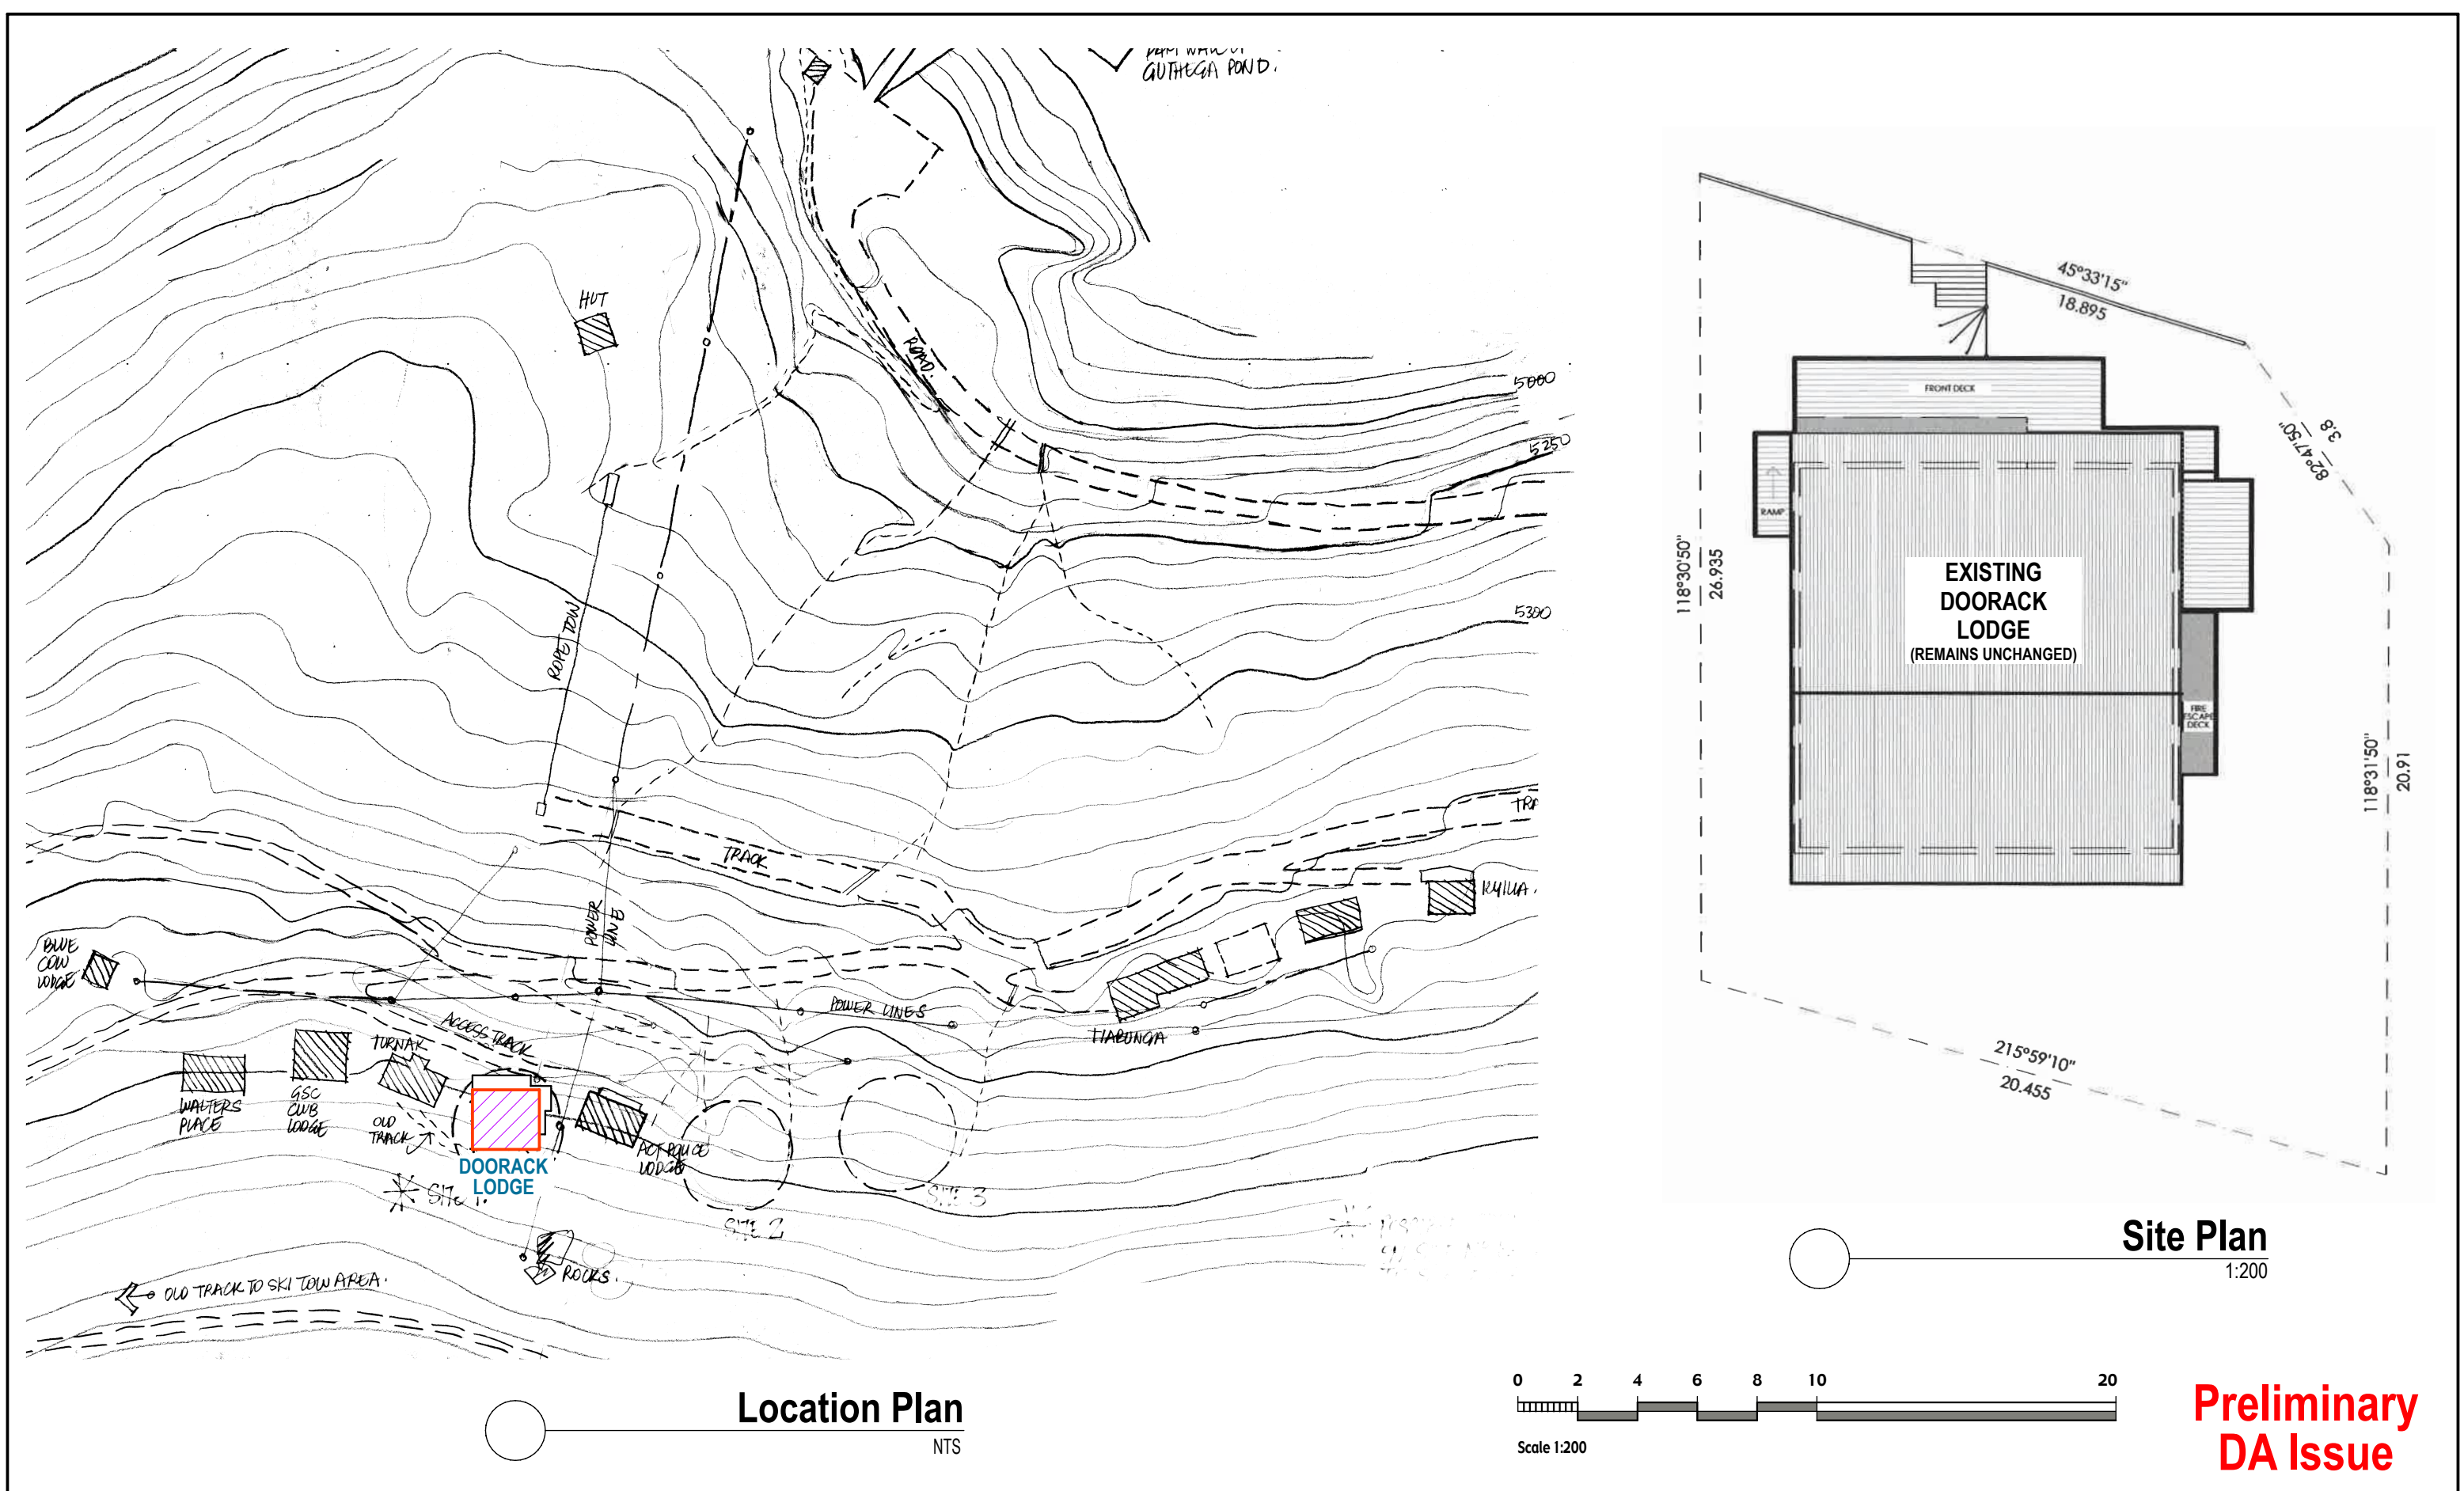 GUTHEGA POND.
HUT
ROAD.
5000
5250
5300
ROPE TOW
TRACK
POWER
LINE
KYILLA.
BLUE
COW
LODGE
POWER LINES
ACCESS TRACK
TURNAK
WALTERS
PLACE
GSC
CLUB
LODGE
OLD
TRACK
DOORACK
LODGE
ACT POLICE
LODGE
SITE 1.
SITE 2
SITE 3
ROCKS.
OLD TRACK TO SKI TOW AREA.
Location Plan
NTS
45°33'15"
18.895
82°47'50"
3.8
FRONT DECK
RAMP
118°30'50"
26.935
EXISTING
DOORACK
LODGE
(REMAINS UNCHANGED)
FIRE
ESCAPE
DECK
118°31'50"
20.91
215°59'10"
20.455
Site Plan
1:200
0 2 4 6 8 10 20
Scale 1:200
Preliminary
DA Issue